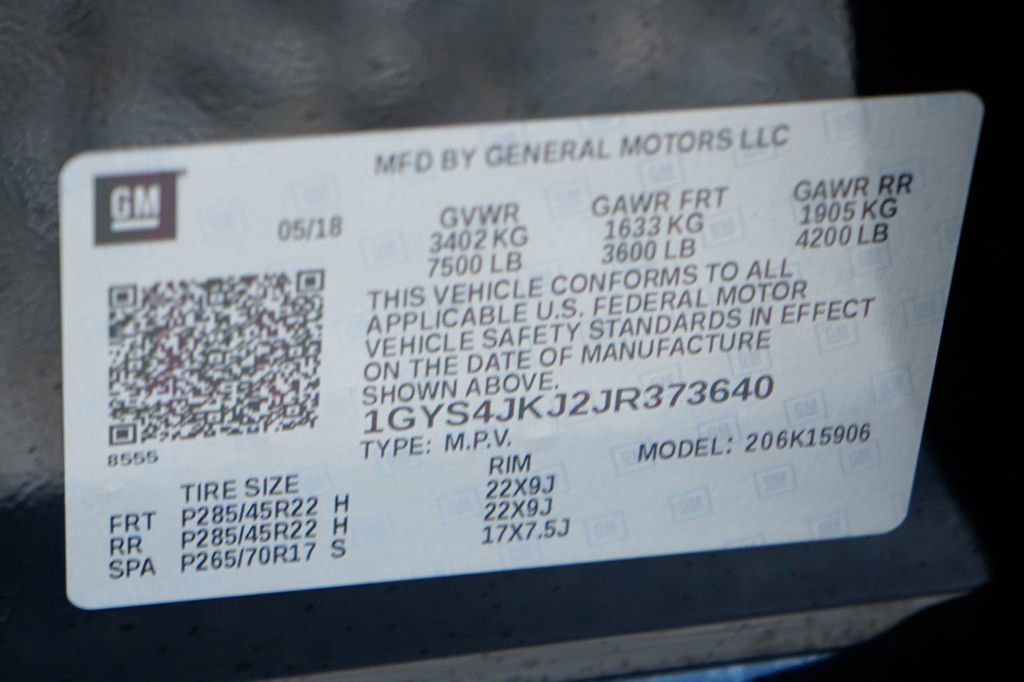 MFD BY GENERAL MOTORS LLC
GM
05/18
GVWR GAWR FRT GAWR RR
3402 KG 1633 KG 1905 KG
7500 LB 3600 LB 4200 LB
THIS VEHICLE CONFORMS TO ALL
APPLICABLE U.S. FEDERAL MOTOR
VEHICLE SAFETY STANDARDS IN EFFECT
ON THE DATE OF MANUFACTURE
SHOWN ABOVE.
1GYS4JKJ2JR373640
8555
TYPE: M.P.V. MODEL: 206K15906
TIRE SIZE RIM
FRT P285/45R22 H 22X9J
RR P285/45R22 H 22X9J
SPA P265/70R17 S 17X7.5J